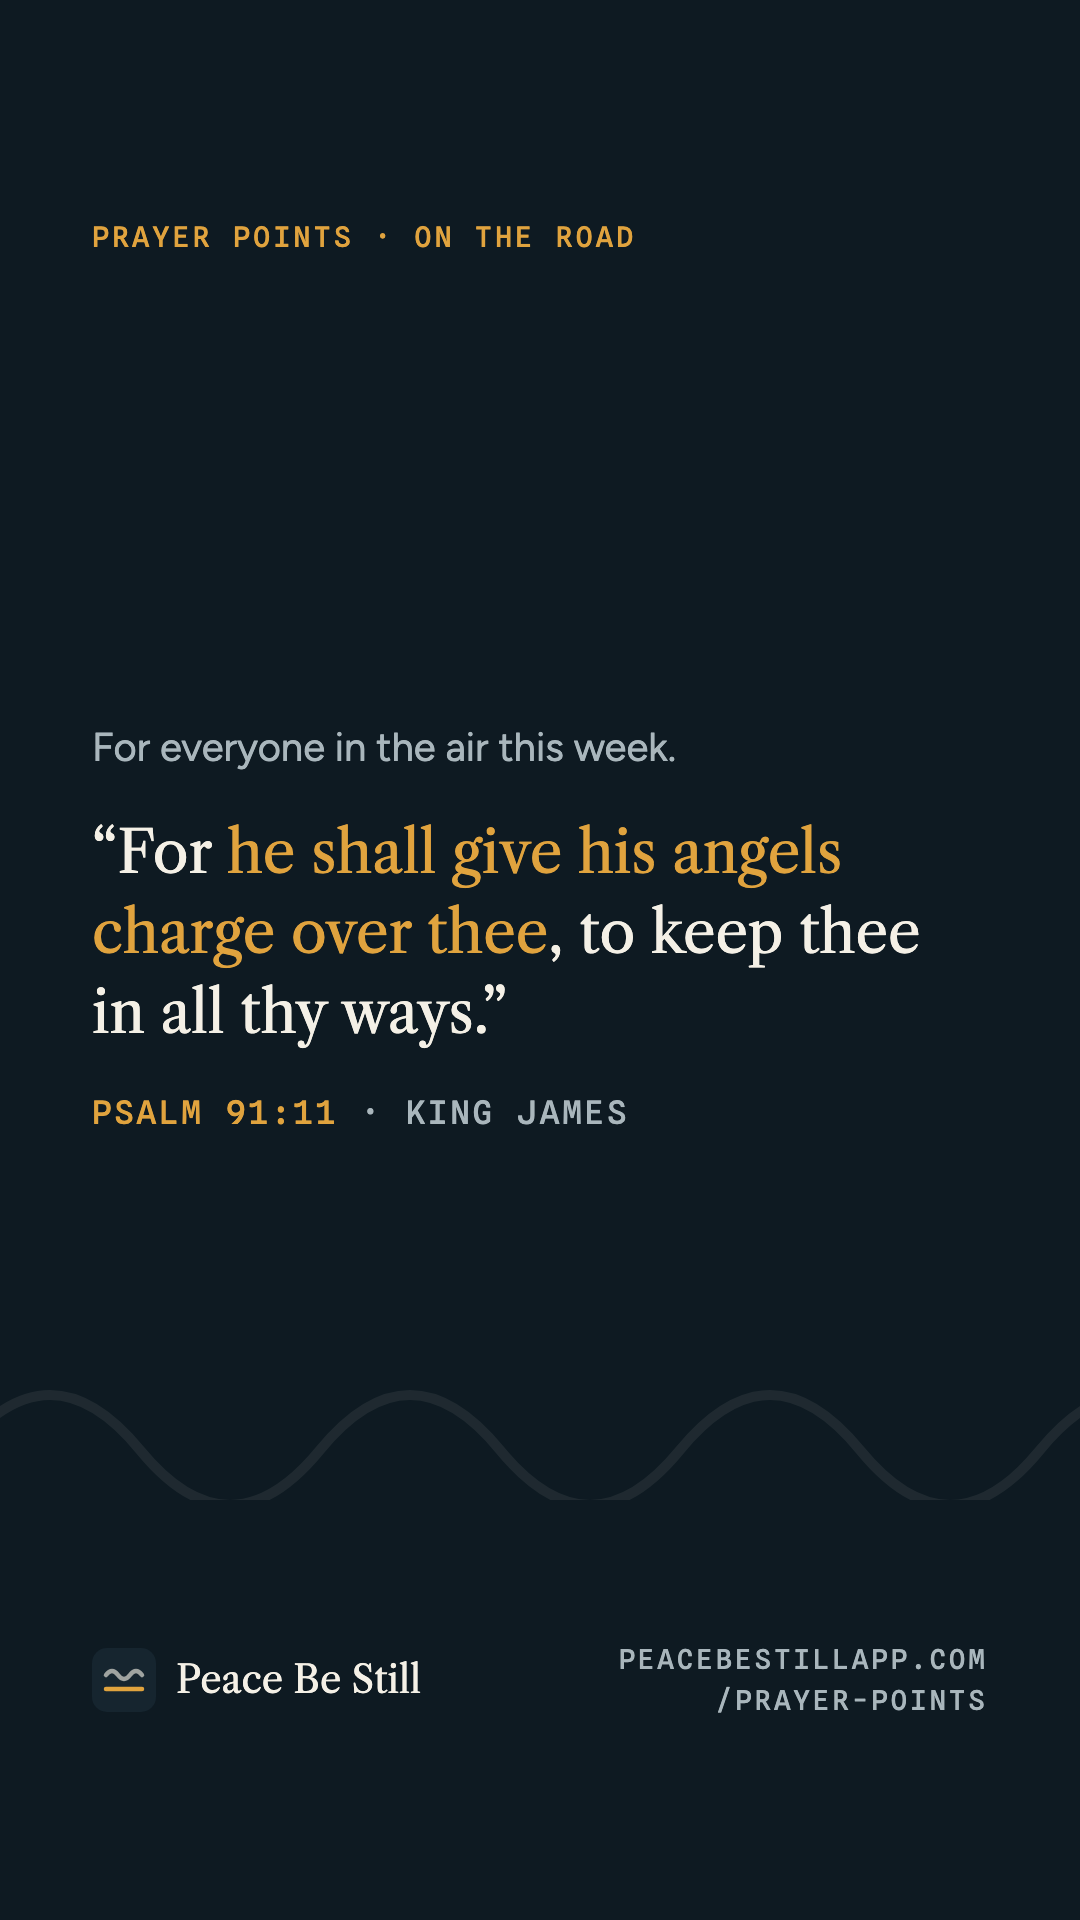 PRAYER POINTS · ON THE ROAD
For everyone in the air this week.
“For he shall give his angels
charge over thee, to keep thee
in all thy ways.”
PSALM 91:11 · KING JAMES
Peace Be Still
PEACEBESTILLAPP.COM
/PRAYER-POINTS